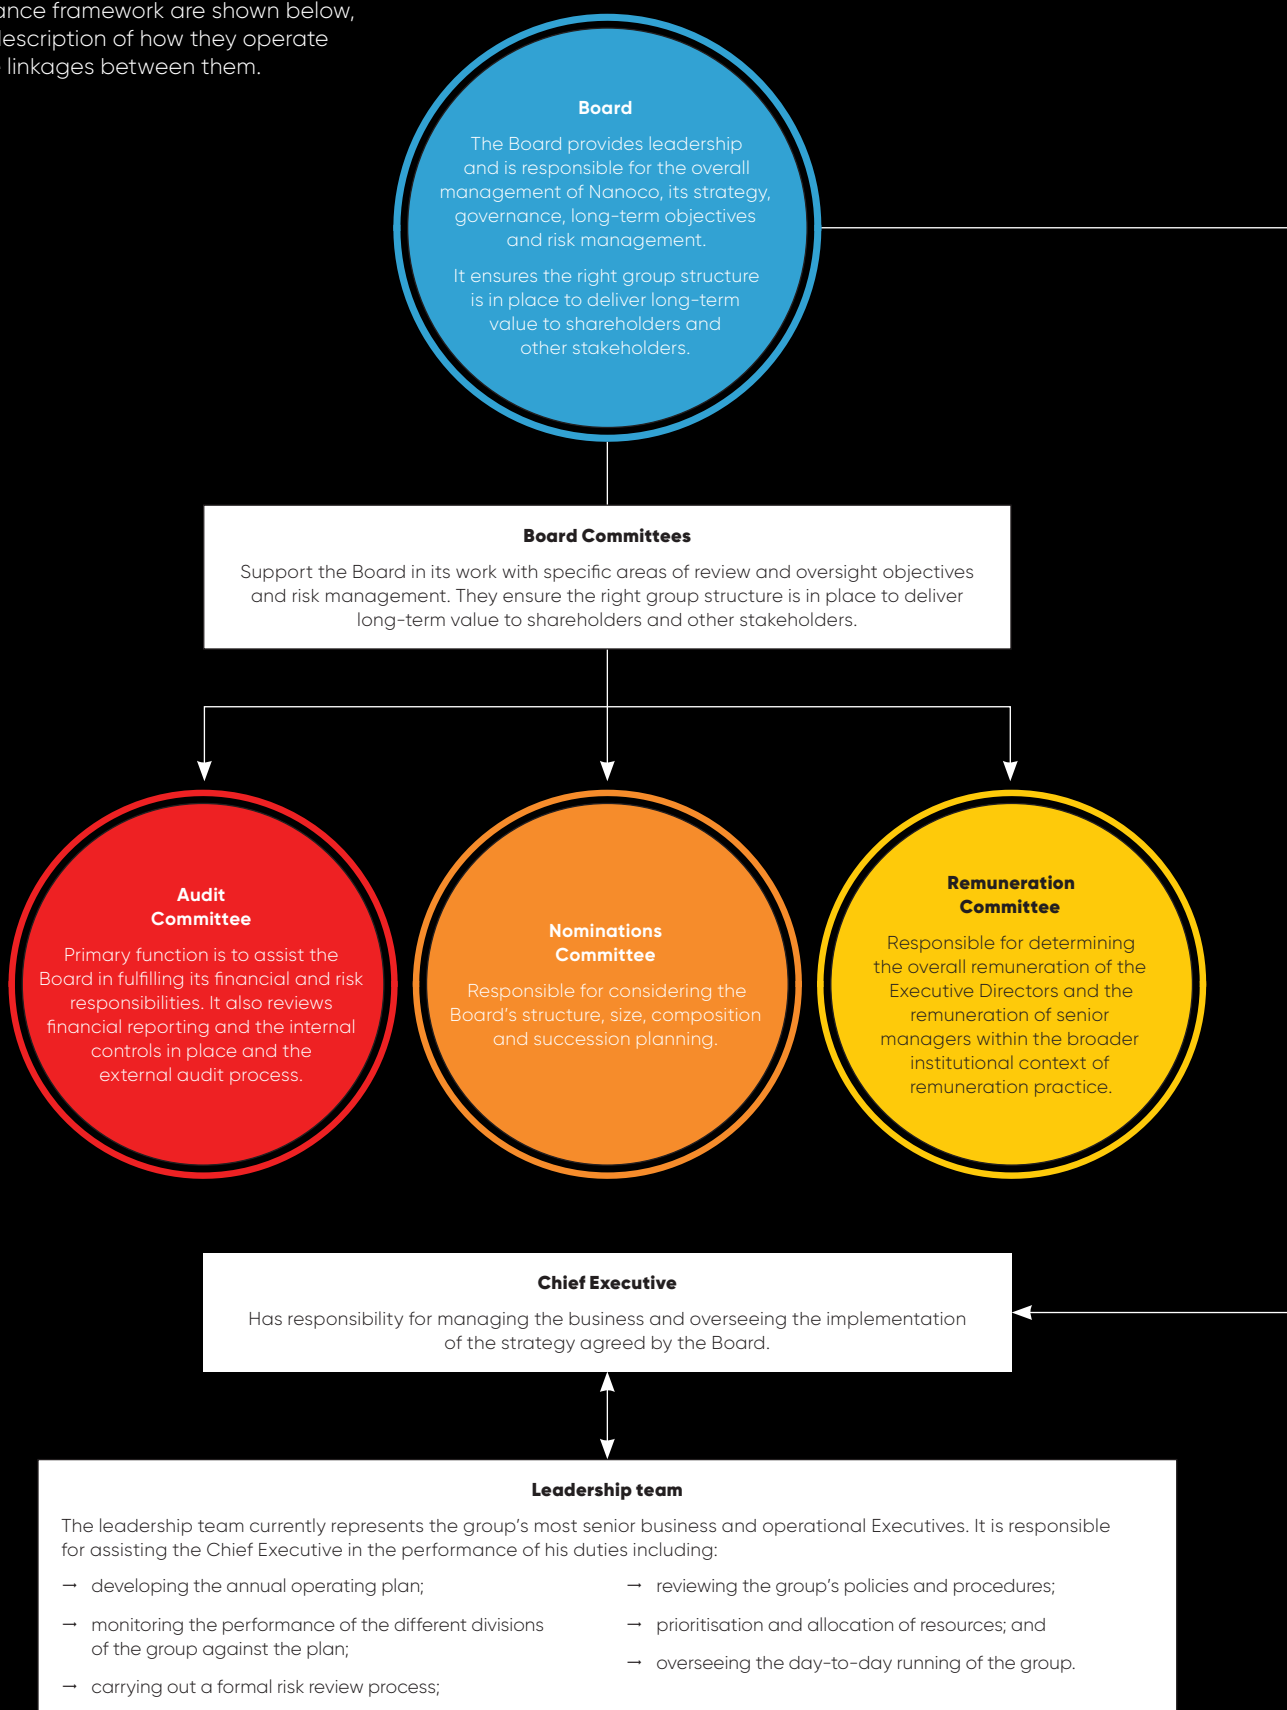 ance framework are shown below,
description of how they operate
linkages between them.
Board
The Board provides leadership
and is responsible for the overall
management of Nanoco, its strategy,
governance, long-term objectives
and risk management.
It ensures the right group structure
is in place to deliver long-term
value to shareholders and
other stakeholders.
Board Committees
Support the Board in its work with specific areas of review and oversight objectives
and risk management. They ensure the right group structure is in place to deliver
long-term value to shareholders and other stakeholders.
Audit
Committee
Primary function is to assist the
Board in fulfilling its financial and risk
responsibilities. It also reviews
financial reporting and the internal
controls in place and the
external audit process.
Nominations
Committee
Responsible for considering the
Board's structure, size, composition
and succession planning.
Remuneration
Committee
Responsible for determining
the overall remuneration of the
Executive Directors and the
remuneration of senior
managers within the broader
institutional context of
remuneration practice.
Chief Executive
Has responsibility for managing the business and overseeing the implementation
of the strategy agreed by the Board.
Leadership team
The leadership team currently represents the group's most senior business and operational Executives. It is responsible
for assisting the Chief Executive in the performance of his duties including:
→ developing the annual operating plan;
→ monitoring the performance of the different divisions
of the group against the plan;
→ carrying out a formal risk review process;
→ reviewing the group's policies and procedures;
→ prioritisation and allocation of resources; and
→ overseeing the day-to-day running of the group.